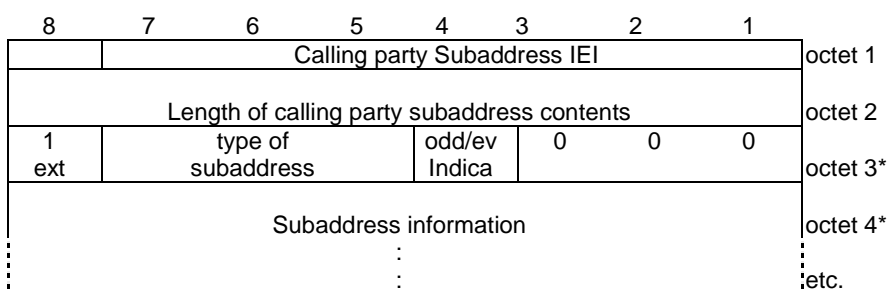 8 7 6 5 4 3 2 1
Calling party Subaddress IEI octet 1
Length of calling party subaddress contents octet 2
1 type of odd/ev 0 0 0
ext subaddress Indica octet 3*
Subaddress information octet 4*
:
: etc.